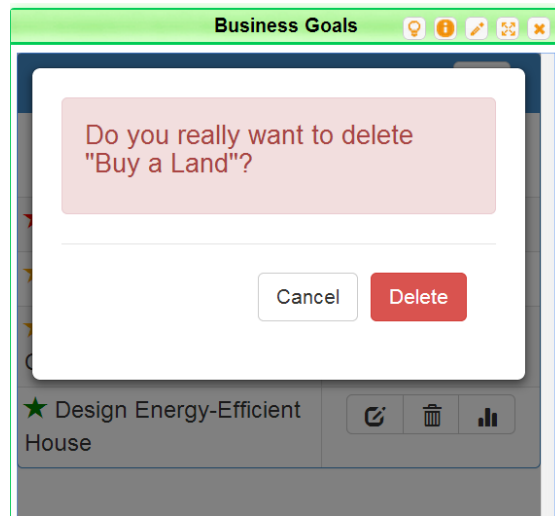 Business Goals
Do you really want to delete
"Buy a Land"?
Cancel
Delete
Design Energy-Efficient
House